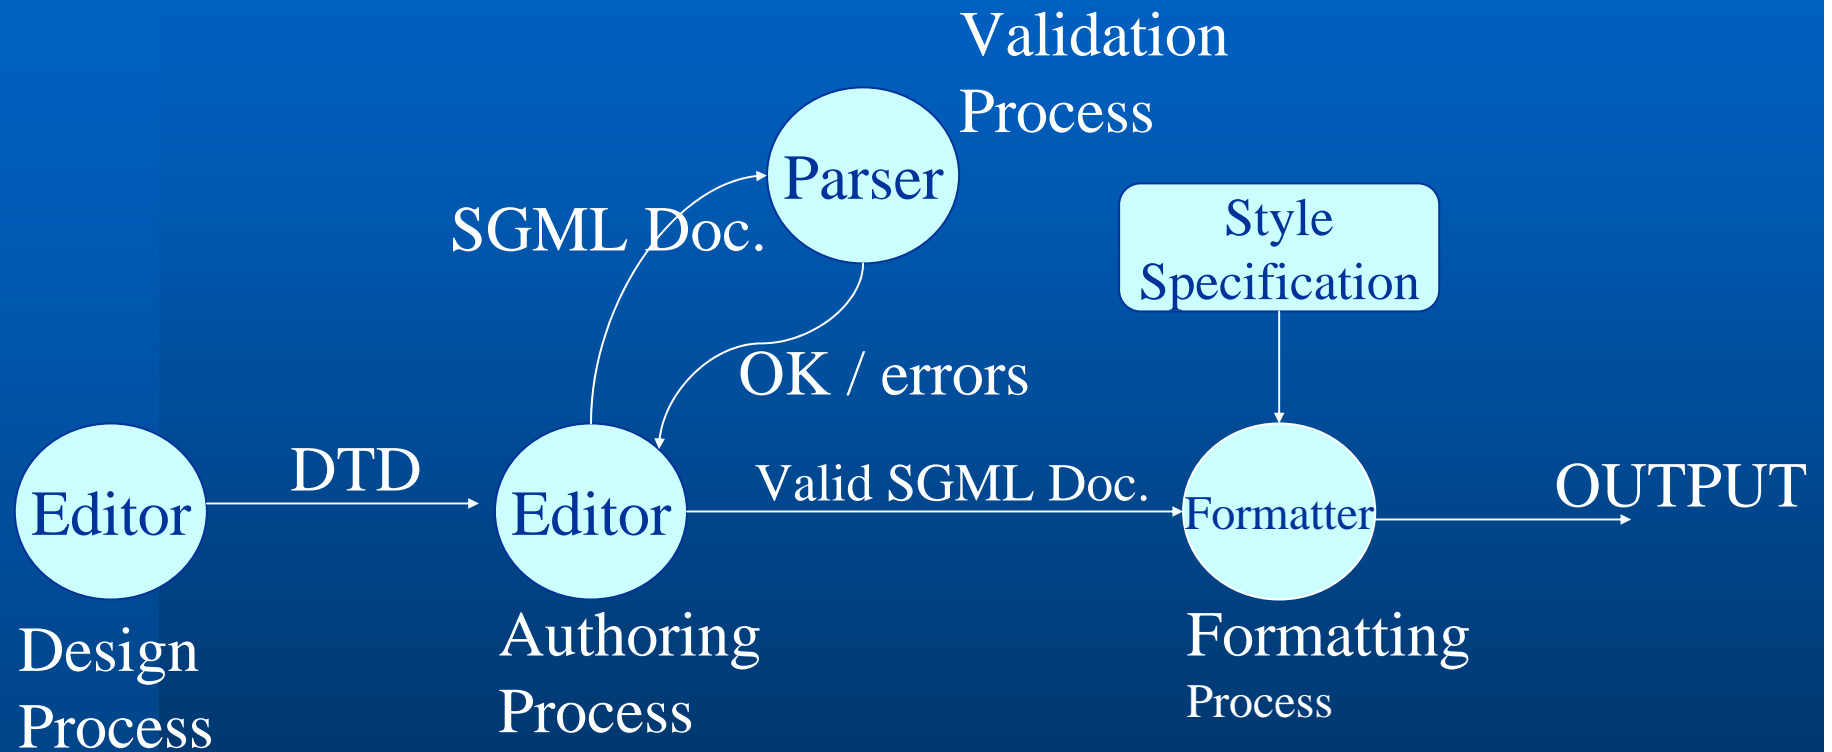 Validation
Process
Parser
SGML Doc.
Style
Specification
OK / errors
Editor
DTD
Editor
Valid SGML Doc.
Formatter
OUTPUT
Design
Process
Authoring
Process
Formatting
Process